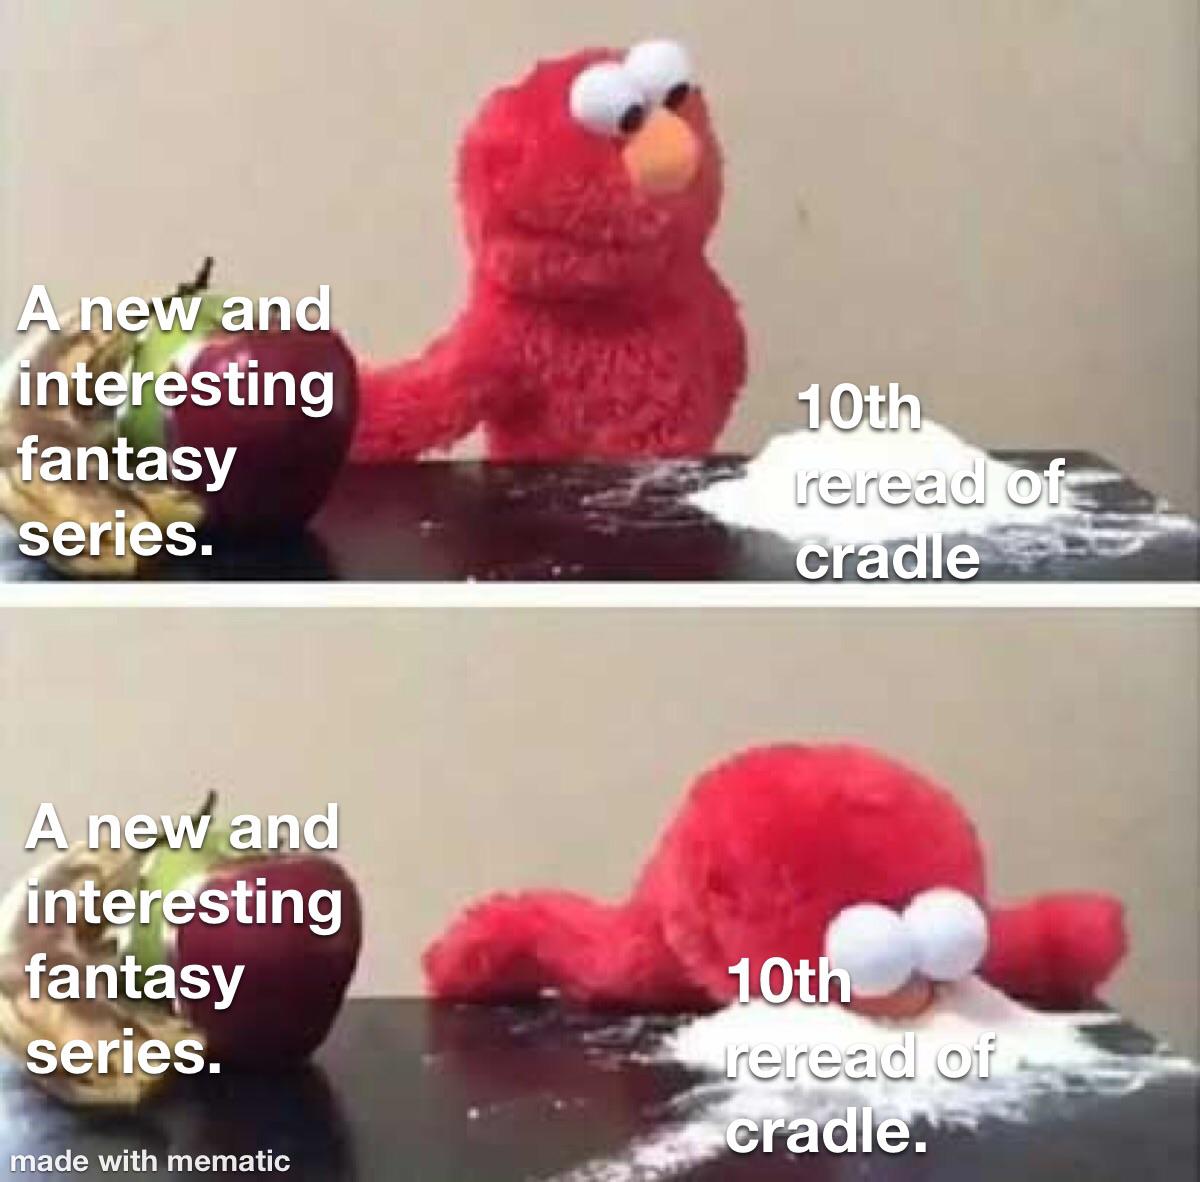 A new and
interesting
fantasy
series.
10th
reread of
cradle
A new and
interesting
fantasy
series.
10th
reread of
cradle.
made with mematic